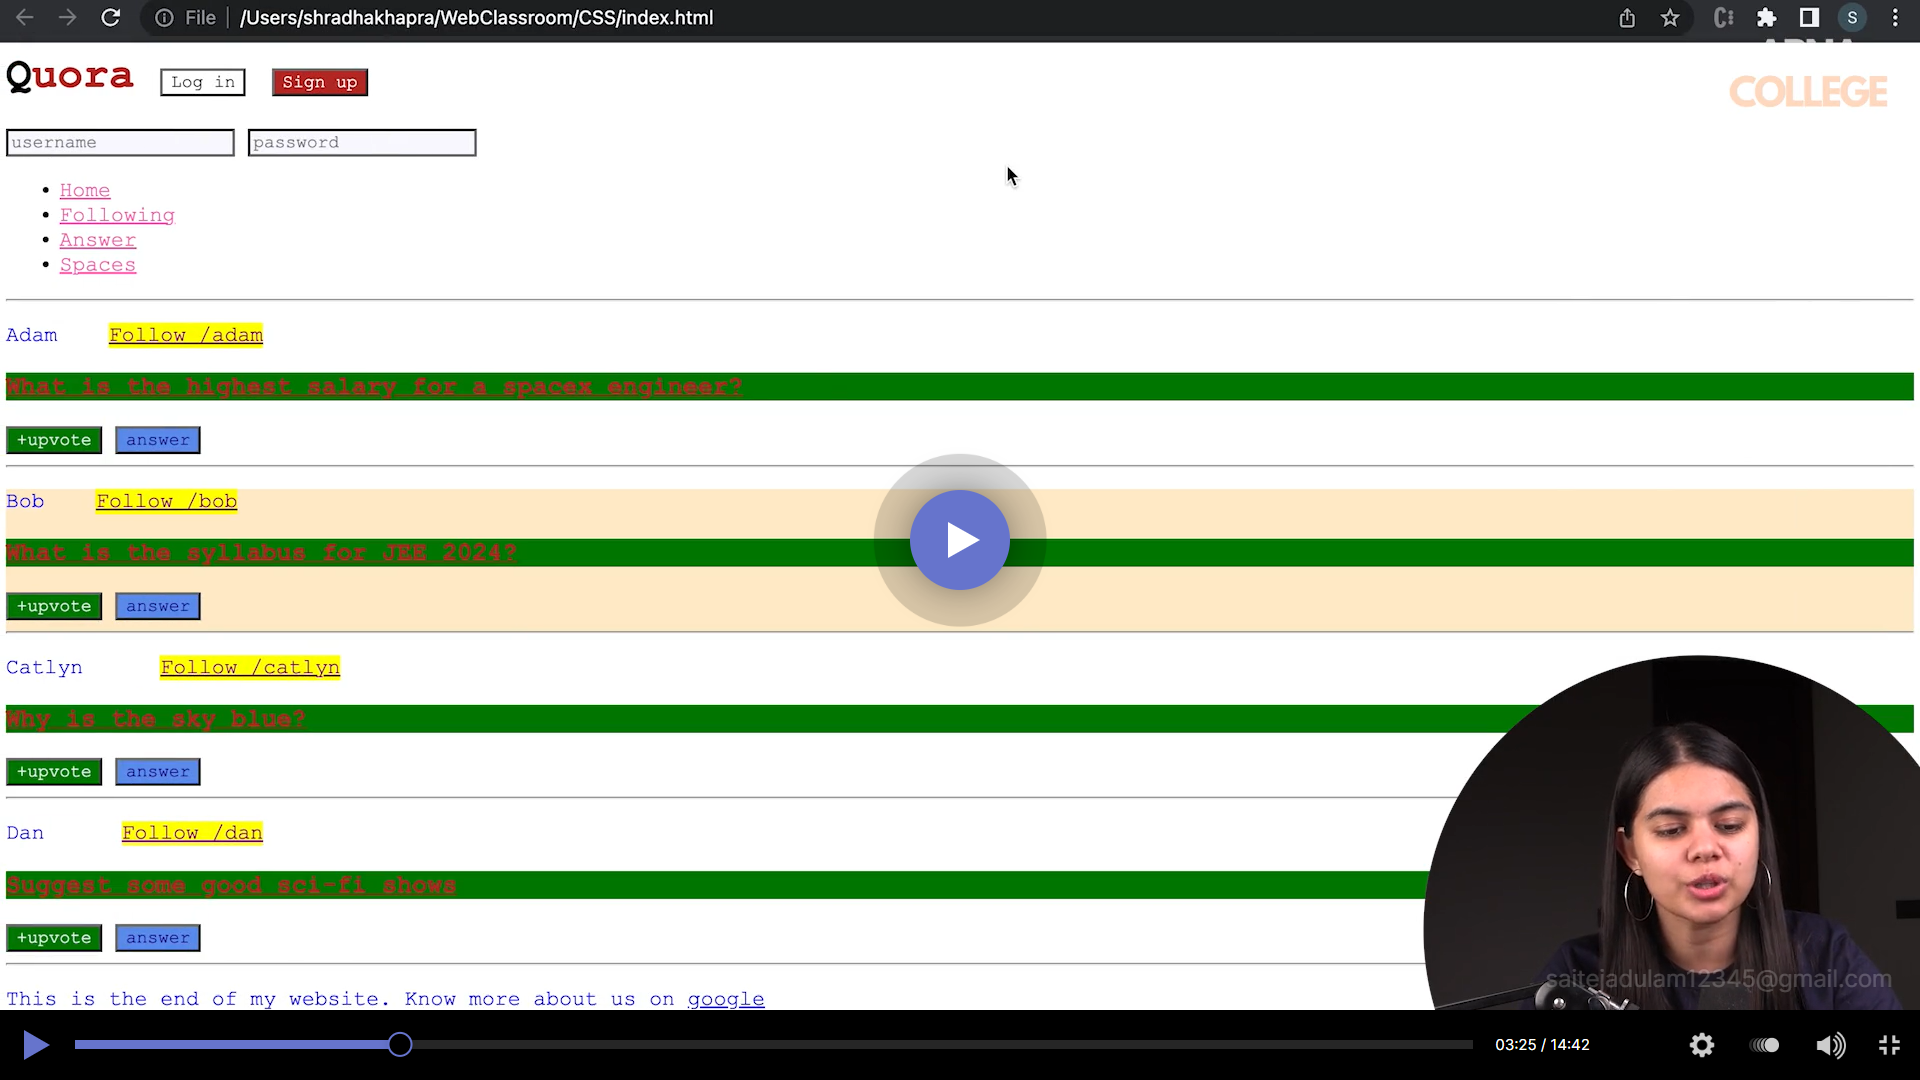 File | /Users/shradhakhapra/WebClassroom/CSS/index.html
S
APNA
COLLEGE
Quora Log in Sign up
username password
Home
Following
Answer
Spaces
Adam Follow /adam
What is the highest salary for a spacex engineer?
+upvote answer
Bob Follow /bob
What is the syllabus for JEE 2024?
+upvote answer
Catlyn Follow /catlyn
Why is the sky blue?
+upvote answer
Dan Follow /dan
Suggest some good sci-fi shows
+upvote answer
saitejadulam12345@gmail.com
This is the end of my website. Know more about us on google
03:25 / 14:42